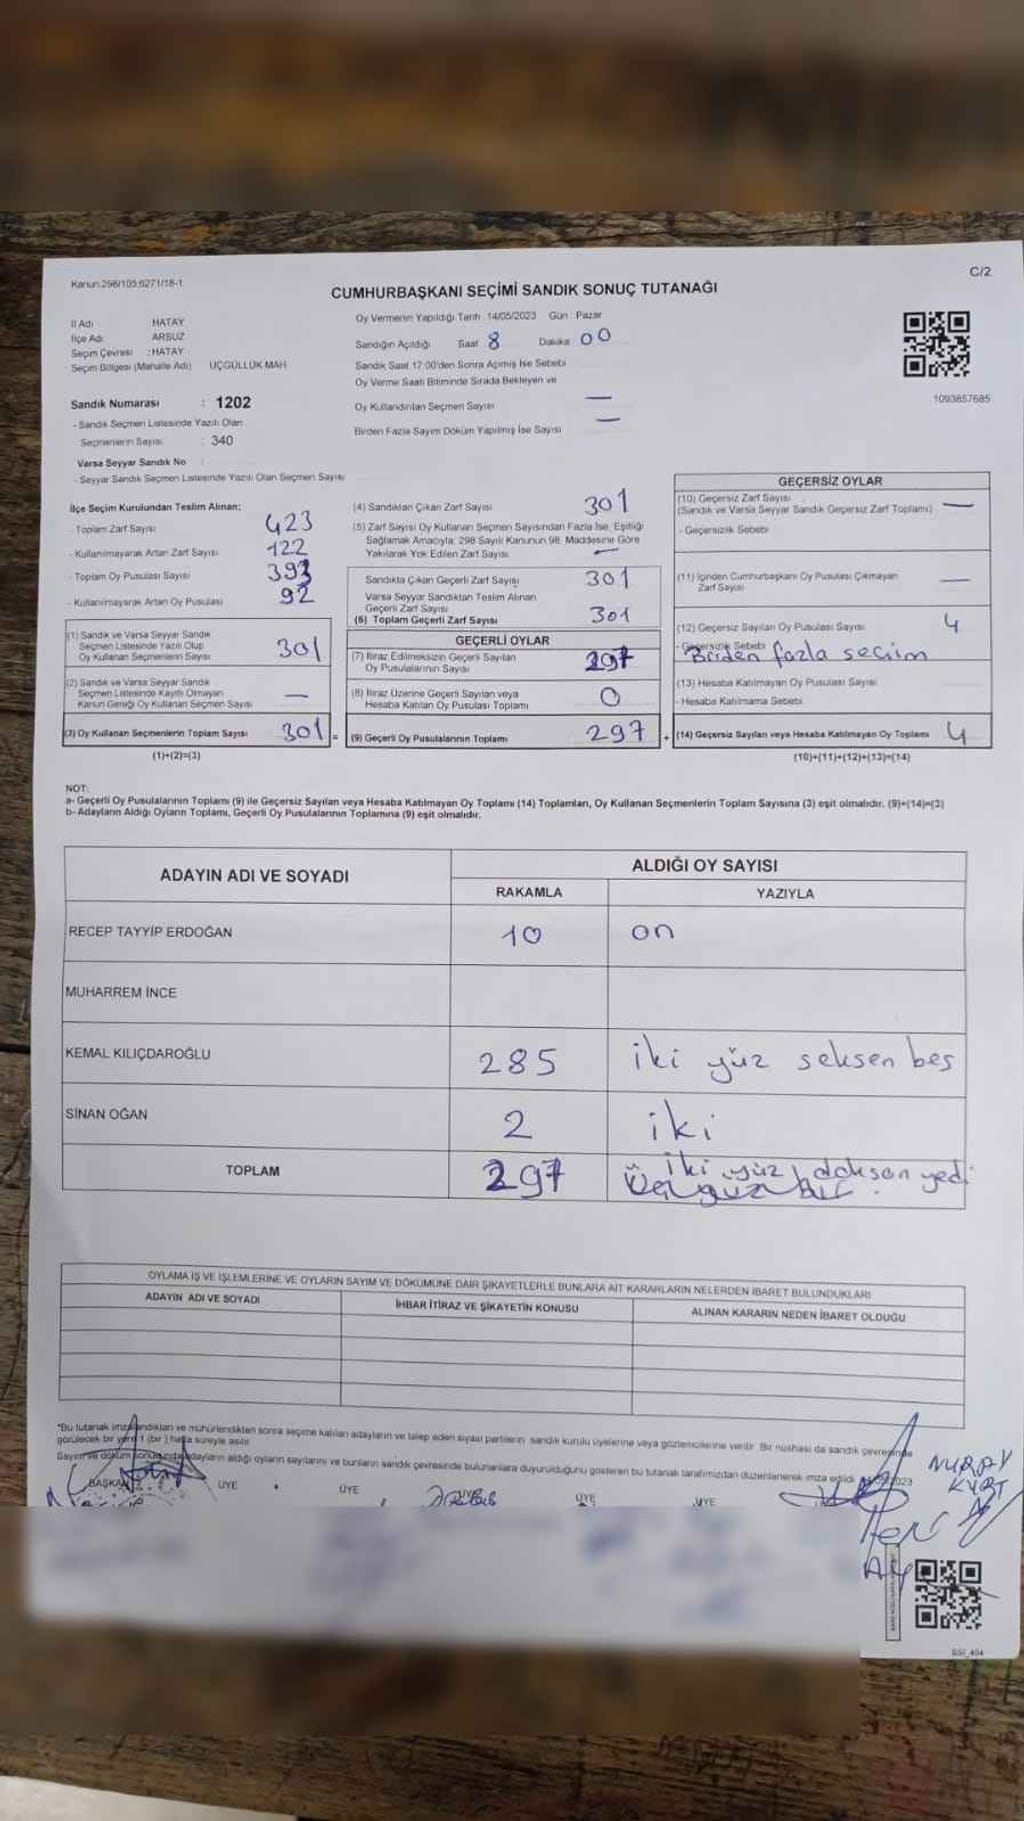 Kanun:298/105;6271/18-1
C/2
CUMHURBAŞKANI SEÇİMİ SANDIK SONUÇ TUTANAĞI
İl Adı HATAY
İlçe Adı ARSUZ
Seçim Çevresi :HATAY
Seçim Bölgesi (Mahalle Adı) ÜÇGÜLLÜK MAH
Sandık Numarası : 1202
- Sandık Seçmen Listesinde Yazılı Olan
Seçmenlerin Sayısı : 340
Varsa Seyyar Sandık No :
- Seyyar Sandık Seçmen Listesinde Yazılı Olan Seçmen Sayısı
Oy Vermenin Yapıldığı Tarih : 14/05/2023 Gün : Pazar
Sandığın Açıldığı Saat 8 Dakika 00
Sandık Saat 17:00'den Sonra Açılmış İse Sebebi
Oy Verme Saati Bitiminde Sırada Bekleyen ve
Oy Kullandırılan Seçmen Sayısı —
Birden Fazla Sayım Döküm Yapılmış İse Sayısı —
1093857685
İlçe Seçim Kurulundan Teslim Alınan:
- Toplam Zarf Sayısı 423
- Kullanılmayarak Artan Zarf Sayısı 122
- Toplam Oy Pusulası Sayısı 393
- Kullanılmayarak Artan Oy Pusulası 92
(1) Sandık ve Varsa Seyyar Sandık
Seçmen Listesinde Yazılı Olup
Oy Kullanan Seçmenlerin Sayısı 301
(2) Sandık ve Varsa Seyyar Sandık
Seçmen Listesinde Kayıtlı Olmayan
Kanun Gereği Oy Kullanan Seçmen Sayısı —
(3) Oy Kullanan Seçmenlerin Toplam Sayısı 301 =
(1)+(2)=(3)
(4) Sandıktan Çıkan Zarf Sayısı 301
(5) Zarf Sayısı Oy Kullanan Seçmen Sayısından Fazla İse, Eşitliği
Sağlamak Amacıyla; 298 Sayılı Kanunun 98. Maddesine Göre
Yakılarak Yok Edilen Zarf Sayısı —
Sandıkta Çıkan Geçerli Zarf Sayısı 301
Varsa Seyyar Sandıktan Teslim Alınan
Geçerli Zarf Sayısı
(6) Toplam Geçerli Zarf Sayısı 301
GEÇERLİ OYLAR
(7) İtiraz Edilmeksizin Geçerli Sayılan
Oy Pusulalarının Sayısı 297
(8) İtiraz Üzerine Geçerli Sayılan veya
Hesaba Katılan Oy Pusulası Toplamı 0
(9) Geçerli Oy Pusulalarının Toplamı 297 +
GEÇERSİZ OYLAR
(10) Geçersiz Zarf Sayısı
(Sandık ve Varsa Seyyar Sandık Geçersiz Zarf Toplamı) —
- Geçersizlik Sebebi
(11) İçinden Cumhurbaşkanı Oy Pusulası Çıkmayan
Zarf Sayısı —
(12) Geçersiz Sayılan Oy Pusulası Sayısı 4
- Geçersizlik Sebebi Birden fazla seçim
(13) Hesaba Katılmayan Oy Pusulası Sayısı
- Hesaba Katılmama Sebebi
(14) Geçersiz Sayılan veya Hesaba Katılmayan Oy Toplamı 4
(10)+(11)+(12)+(13)=(14)
NOT:
a- Geçerli Oy Pusulalarının Toplamı (9) ile Geçersiz Sayılan veya Hesaba Katılmayan Oy Toplamı (14) Toplamları, Oy Kullanan Seçmenlerin Toplam Sayısına (3) eşit olmalıdır. (9)+(14)=(3)
b- Adayların Aldığı Oyların Toplamı, Geçerli Oy Pusulalarının Toplamına (9) eşit olmalıdır.
ADAYIN ADI VE SOYADI
ALDIĞI OY SAYISI
RAKAMLA YAZIYLA
RECEP TAYYİP ERDOĞAN 10 on
MUHARREM İNCE
KEMAL KILIÇDAROĞLU 285 iki yüz seksen beş
SİNAN OĞAN 2 iki
TOPLAM 297 iki yüz doksan yedi
Üç yüz bir
OYLAMA İŞ VE İŞLEMLERİNE VE OYLARIN SAYIM VE DÖKÜMÜNE DAİR ŞİKAYETLERLE BUNLARA AİT KARARLARIN NELERDEN İBARET BULUNDUKLARI
ADAYIN ADI VE SOYADI İHBAR İTİRAZ VE ŞİKAYETİN KONUSU ALINAN KARARIN NEDEN İBARET OLDUĞU
*Bu tutanak imzalandıktan ve mühürlendikten sonra seçime katılan adayların ve talep eden siyasi partilerin sandık kurulu üyelerine veya gözlemcilerine verilir. Bir nüshası da sandık çevresinde
görülecek bir yere 1 (bir) hafta süreyle asılır.
Sayım ve döküm sonucunda adayların aldığı oyların sayılarını ve bunların sandık çevresinde bulunanlara duyurulduğunu gösteren bu tutanak tarafımızdan düzenlenerek imza edildi.
BAŞKAN ÜYE ÜYE ÜYE ÜYE ÜYE
NURAY
KURT
SSI_404